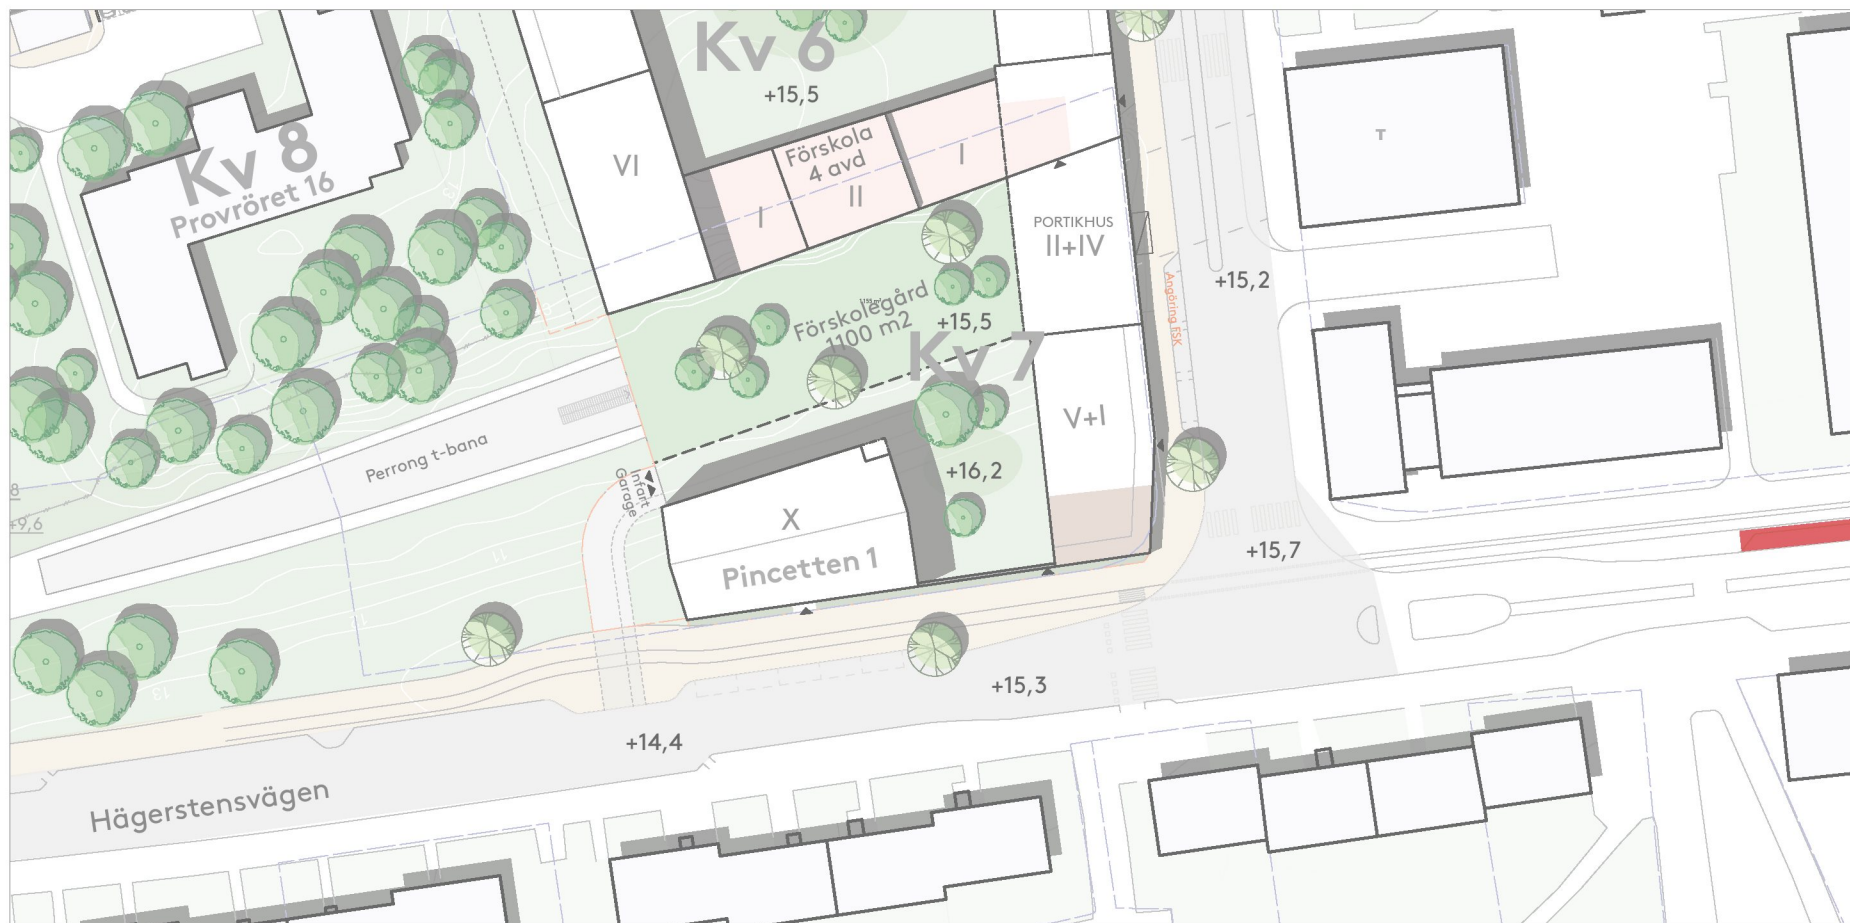 Kv 6
+15,5
Kv 8
Provröret 16
VI
Förskola
4 avd
I
II
I
PORTIKHUS
II+IV
T
+15,2
Angöring FSK
Förskolegård
1100 m2
+15,5
Kv 7
V+I
Perrong t-bana
Infart
Garage
+16,2
X
Pincetten 1
+15,7
8
+9,6
11
13
+15,3
+14,4
Hägerstensvägen